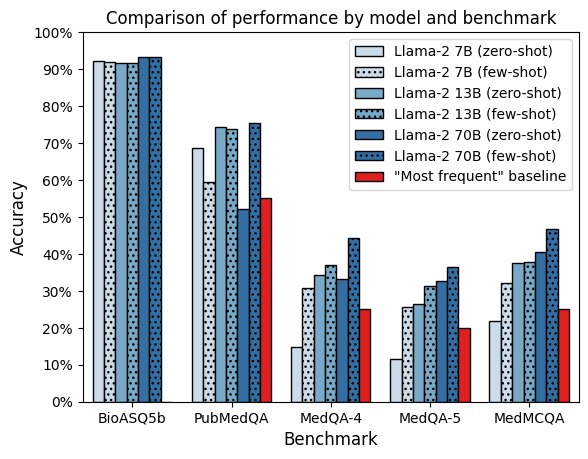 Comparison of performance by model and benchmark
100%
90%
80%
70%
60%
50%
40%
30%
20%
10%
0%
Accuracy
Llama-2 7B (zero-shot)
Llama-2 7B (few-shot)
Llama-2 13B (zero-shot)
Llama-2 13B (few-shot)
Llama-2 70B (zero-shot)
Llama-2 70B (few-shot)
"Most frequent" baseline
BioASQ5b PubMedQA MedQA-4 MedQA-5 MedMCQA
Benchmark